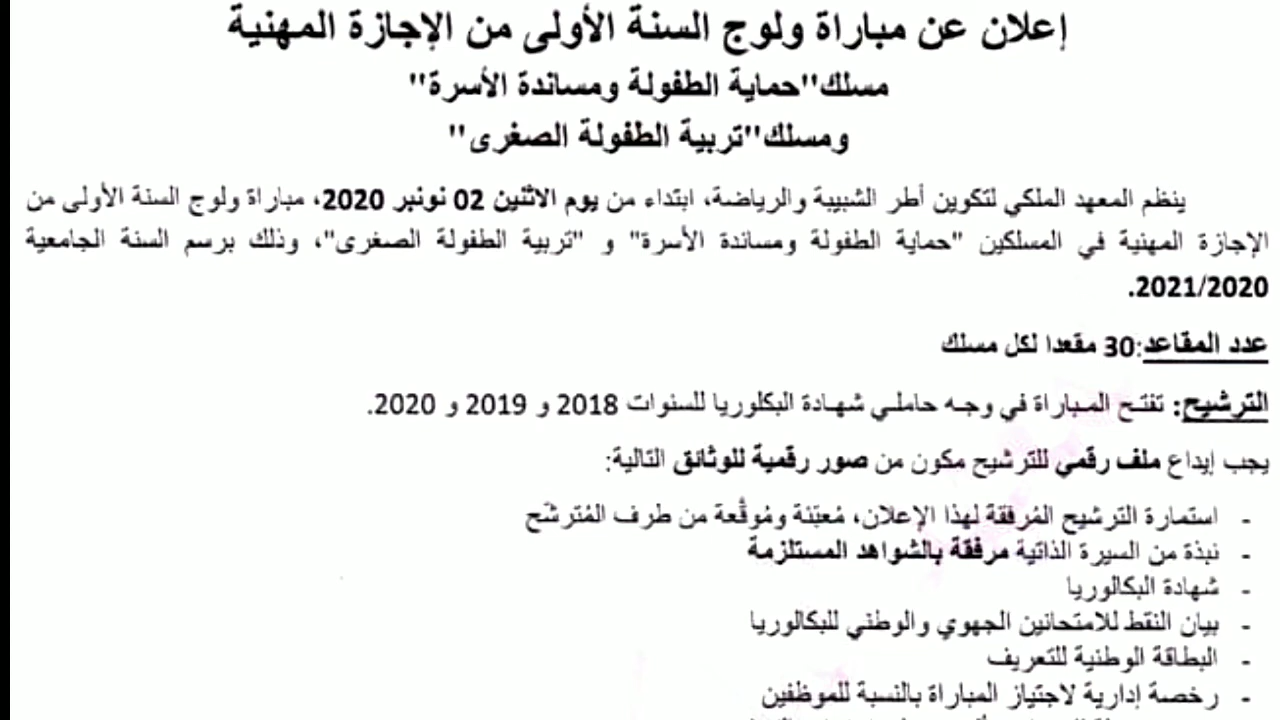 إعلان عن مباراة ولوج السنة الأولى من الإجازة المهنية
مسلك"حماية الطفولة ومساندة الأسرة"
ومسلك"تربية الطفولة الصغرى"
ينظم المعهد الملكي لتكوين أطر الشبيبة والرياضة، ابتداء من يوم الاثنين 02 نونبر 2020، مباراة ولوج السنة الأولى من
الإجازة المهنية في المسلكين "حماية الطفولة ومساندة الأسرة" و "تربية الطفولة الصغرى"، وذلك برسم السنة الجامعية
2021/2020.
عدد المقاعد:30 مقعدا لكل مسلك
الترشيح: تفتح المباراة في وجه حاملي شهادة البكلوريا للسنوات 2018 و 2019 و 2020.
يجب إيداع ملف رقمي للترشيح مكون من صور رقمية للوثائق التالية:
- استمارة الترشيح المُرفقة لهذا الإعلان، مُعبّئة ومُوقَّعة من طرف المُترشّح
- نبذة من السيرة الذاتية مرفقة بالشواهد المستلزمة
- شهادة البكالوريا
- بيان النقط للامتحانين الجهوي والوطني للبكالوريا
- البطاقة الوطنية للتعريف
- رخصة إدارية لاجتياز المباراة بالنسبة للموظفين